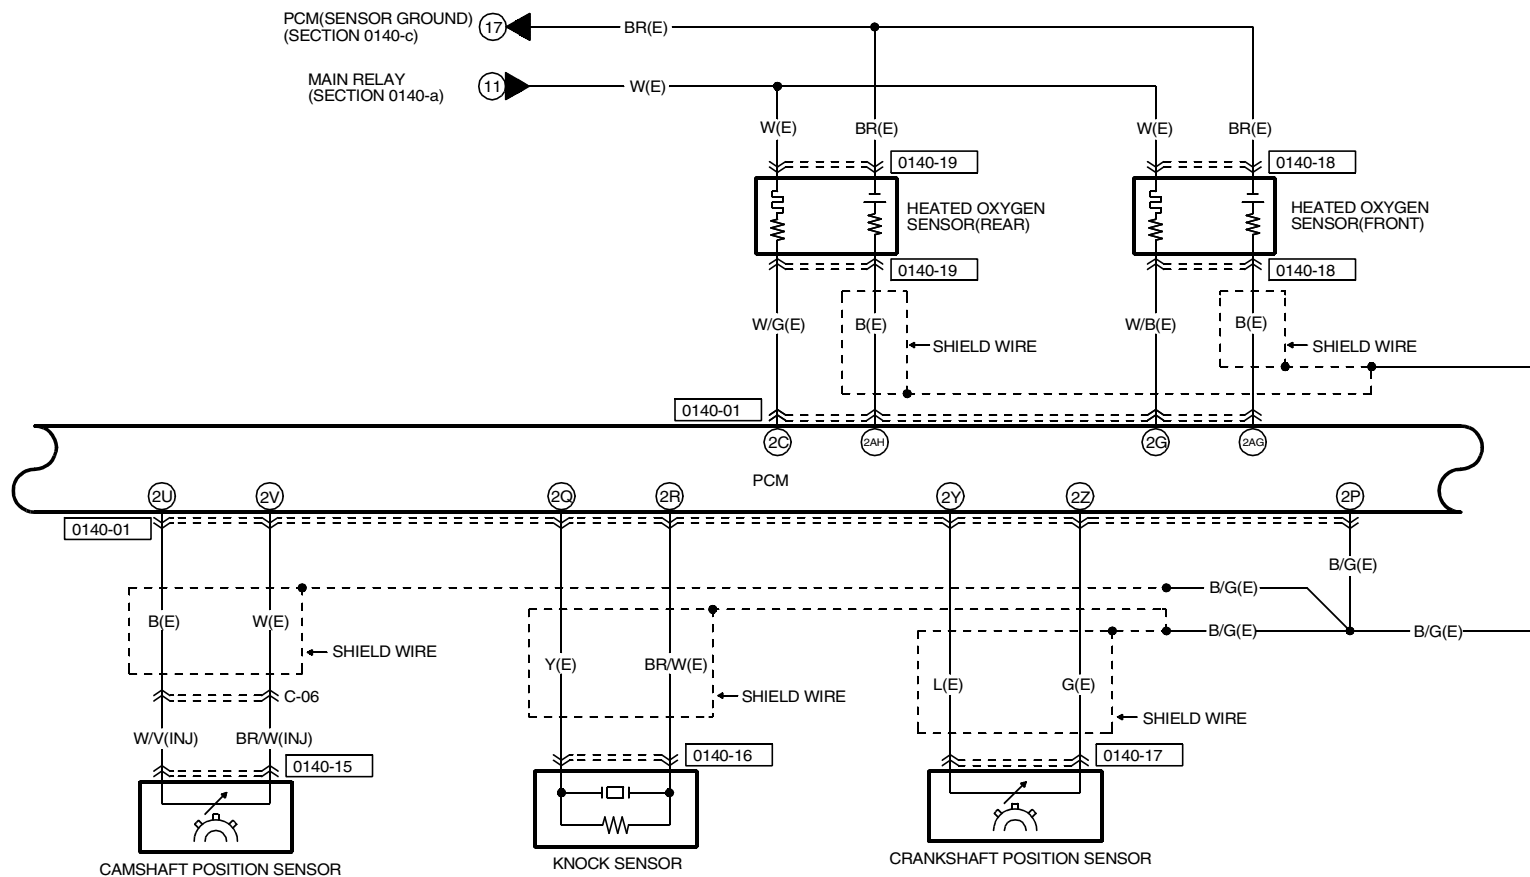 PCM(SENSOR GROUND)
(SECTION 0140-c)
17
BR(E)
MAIN RELAY
(SECTION 0140-a)
11
W(E)
W(E)
BR(E)
W(E)
BR(E)
0140-19
0140-18
HEATED OXYGEN
SENSOR(REAR)
HEATED OXYGEN
SENSOR(FRONT)
0140-19
0140-18
W/G(E)
B(E)
SHIELD WIRE
W/B(E)
B(E)
SHIELD WIRE
0140-01
2C
2AH
2G
2AG
PCM
2U
2V
2Q
2R
2Y
2Z
2P
0140-01
B/G(E)
B/G(E)
B(E)
W(E)
B/G(E)
B/G(E)
SHIELD WIRE
Y(E)
BR/W(E)
L(E)
G(E)
C-06
SHIELD WIRE
SHIELD WIRE
W/V(INJ)
BR/W(INJ)
0140-15
0140-16
0140-17
CAMSHAFT POSITION SENSOR
KNOCK SENSOR
CRANKSHAFT POSITION SENSOR